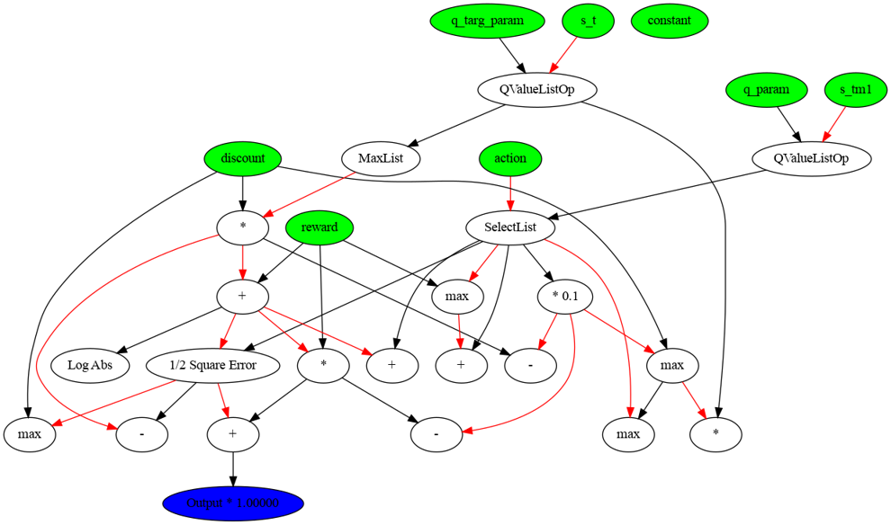 q_targ_param
s_t
constant
QValueListOp
q_param
s_tm1
discount
MaxList
action
QValueListOp
*
reward
SelectList
+
max
* 0.1
Log Abs
1/2 Square Error
*
+
+
-
max
max
-
+
-
max
*
Output * 1.00000